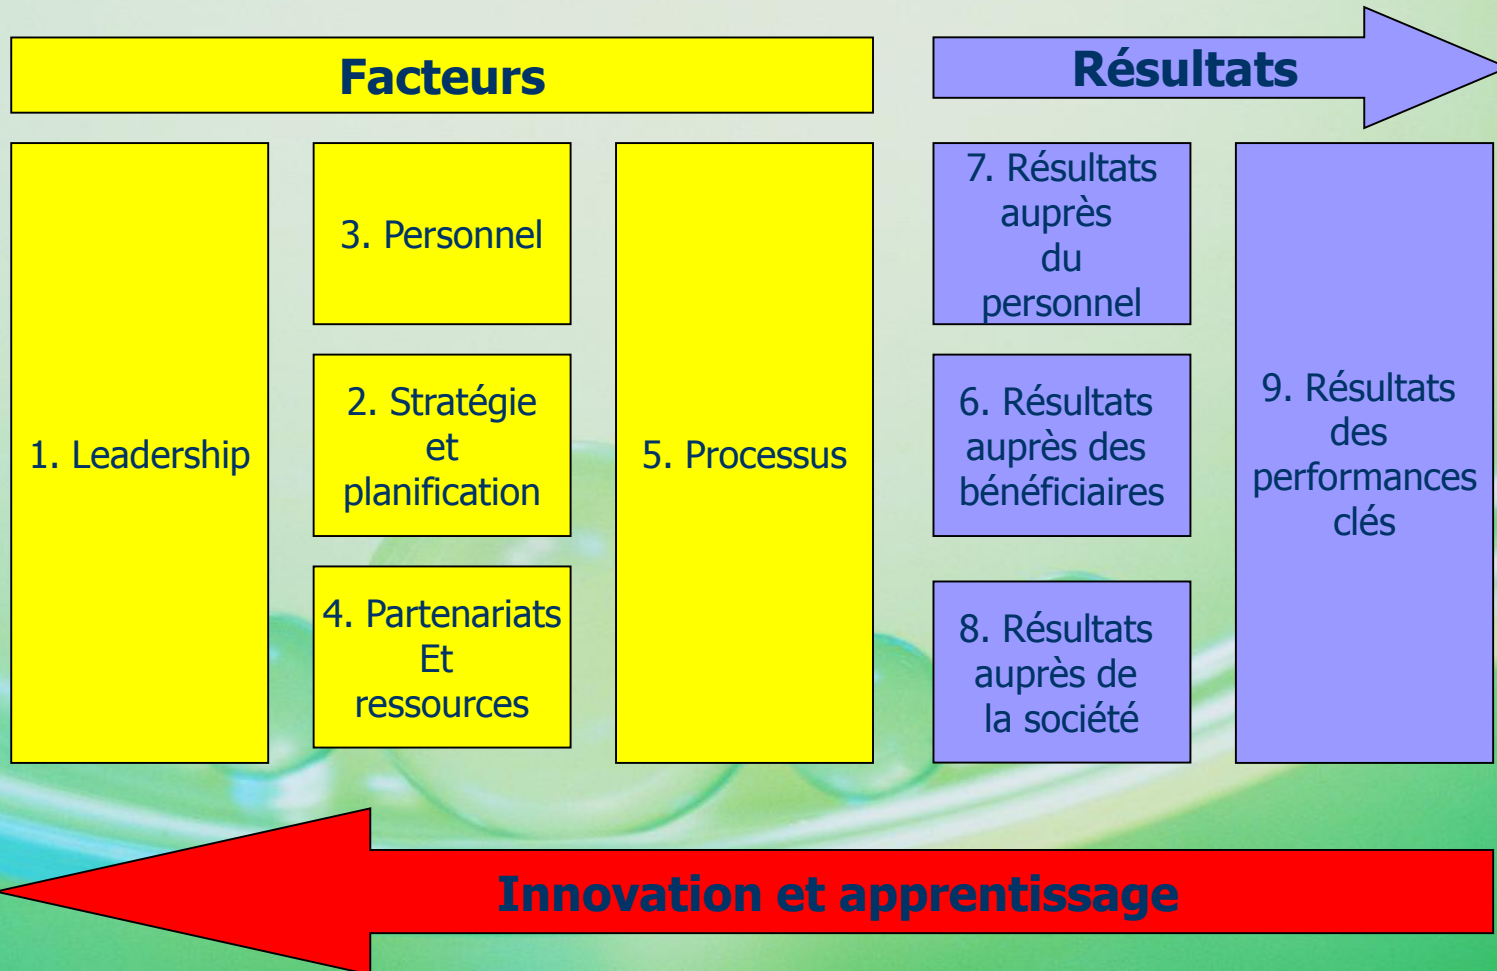 Facteurs
Résultats
1. Leadership
3. Personnel
2. Stratégie
et
planification
4. Partenariats
Et
ressources
5. Processus
7. Résultats
auprès
du
personnel
6. Résultats
auprès des
bénéficiaires
8. Résultats
auprès de
la société
9. Résultats
des
performances
clés
Innovation et apprentissage